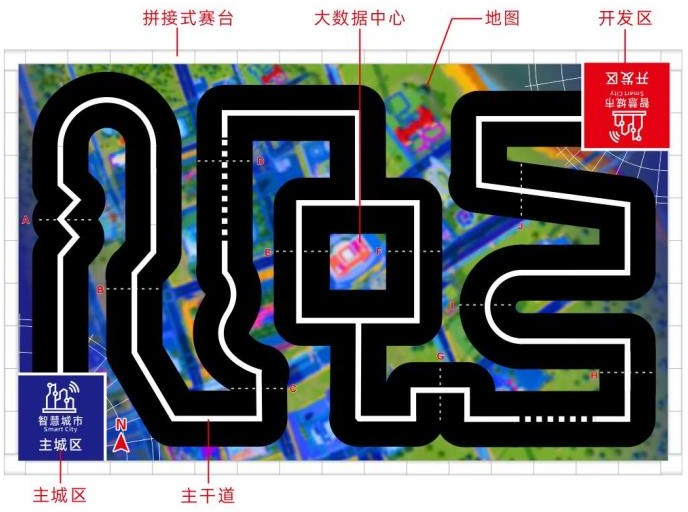 拼接式赛台
大数据中心
地图
开发区
开发区
Smart City
智慧城市
A
D
E
F
J
B
I
G
H
C
智慧城市
Smart City
主城区
N
主城区
主干道